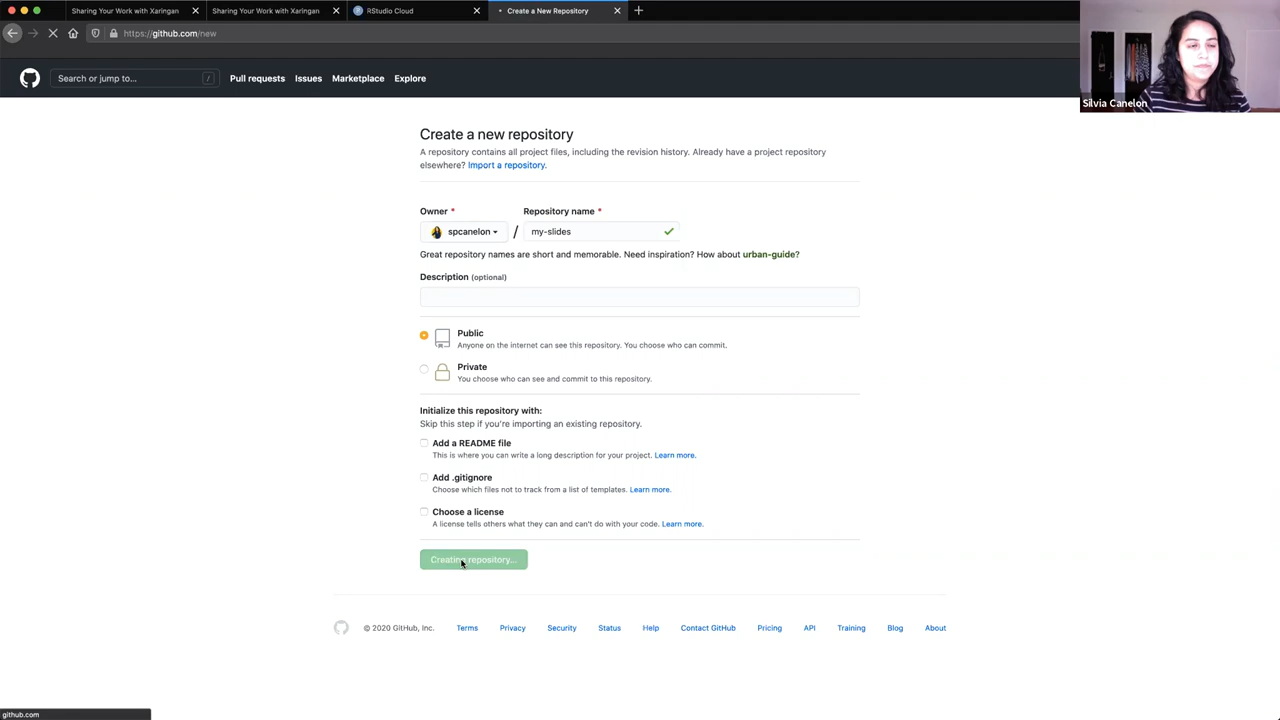 Sharing Your Work with Xaringan
Sharing Your Work with Xaringan
RStudio Cloud
Create a New Repository
https://github.com/new
Search or jump to...
/
Pull requests
Issues
Marketplace
Explore
Silvia Canelon
Create a new repository
A repository contains all project files, including the revision history. Already have a project repository
elsewhere? Import a repository.
Owner *
Repository name *
spcanelon
/
my-slides
Great repository names are short and memorable. Need inspiration? How about urban-guide?
Description (optional)
Public
Anyone on the internet can see this repository. You choose who can commit.
Private
You choose who can see and commit to this repository.
Initialize this repository with:
Skip this step if you're importing an existing repository.
Add a README file
This is where you can write a long description for your project. Learn more.
Add .gitignore
Choose which files not to track from a list of templates. Learn more.
Choose a license
A license tells others what they can and can't do with your code. Learn more.
Creating repository...
© 2020 GitHub, Inc.
Terms
Privacy
Security
Status
Help
Contact GitHub
Pricing
API
Training
Blog
About
github.com